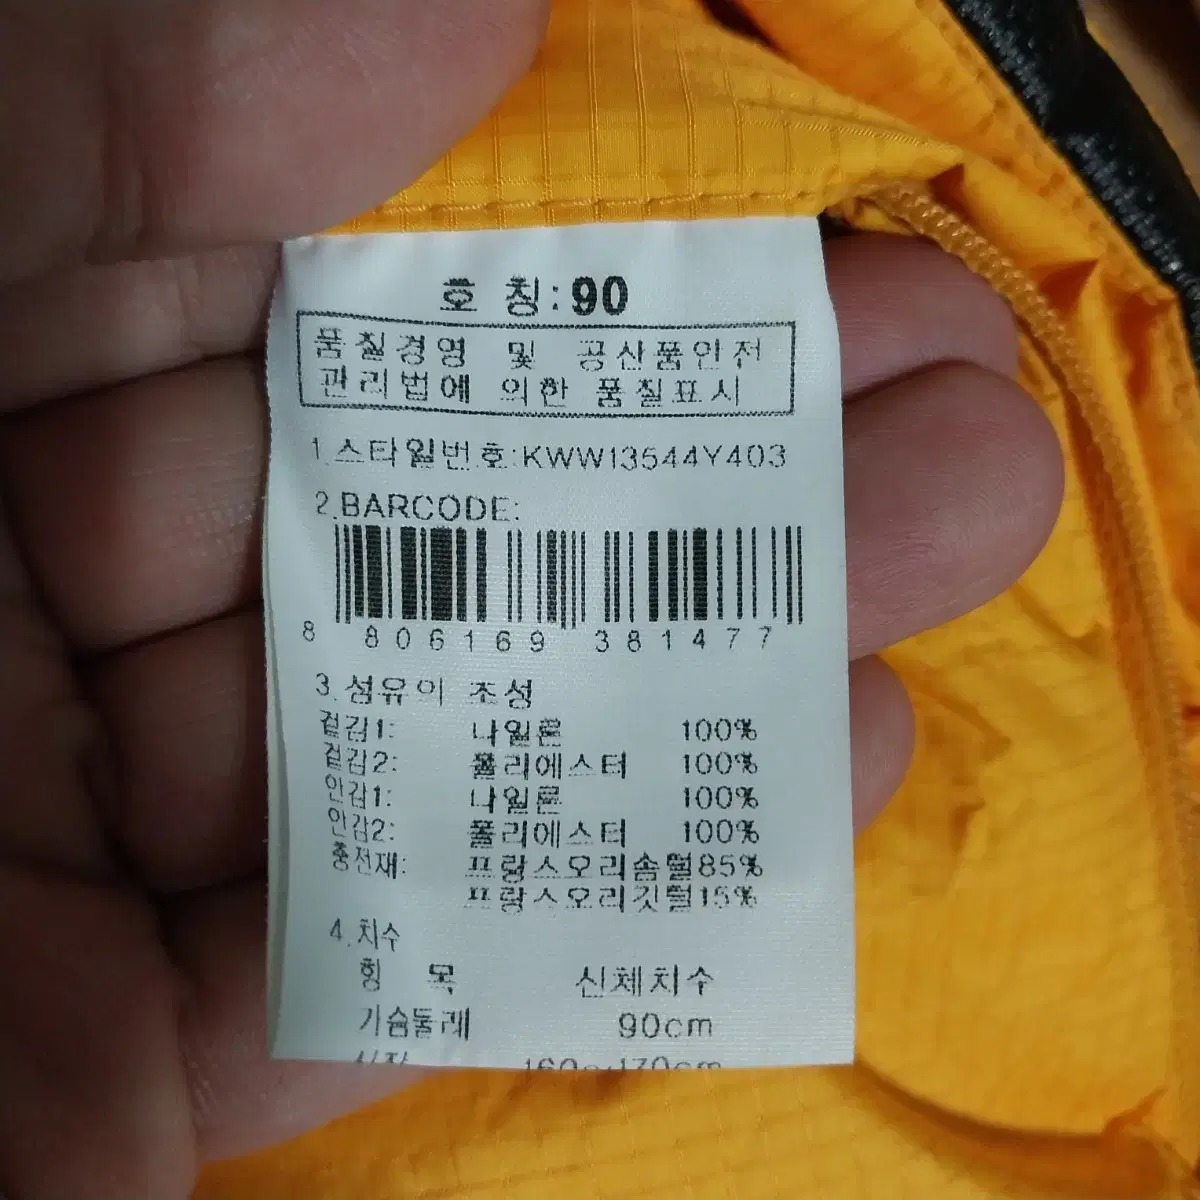 호 칭:90
품질경영 및 공산품안전
관리법에 의한 품질표시
1.스타일번호:KWW13544Y403
2.BARCODE:
8 806169 381477
3.섬유의 조성
겉감1: 나일론 100%
겉감2: 폴리에스터 100%
안감1: 나일론 100%
안감2: 폴리에스터 100%
충전재: 프랑스오리솜털85%
프랑스오리깃털15%
4.치수
항 목 신체치수
가슴둘레 90cm